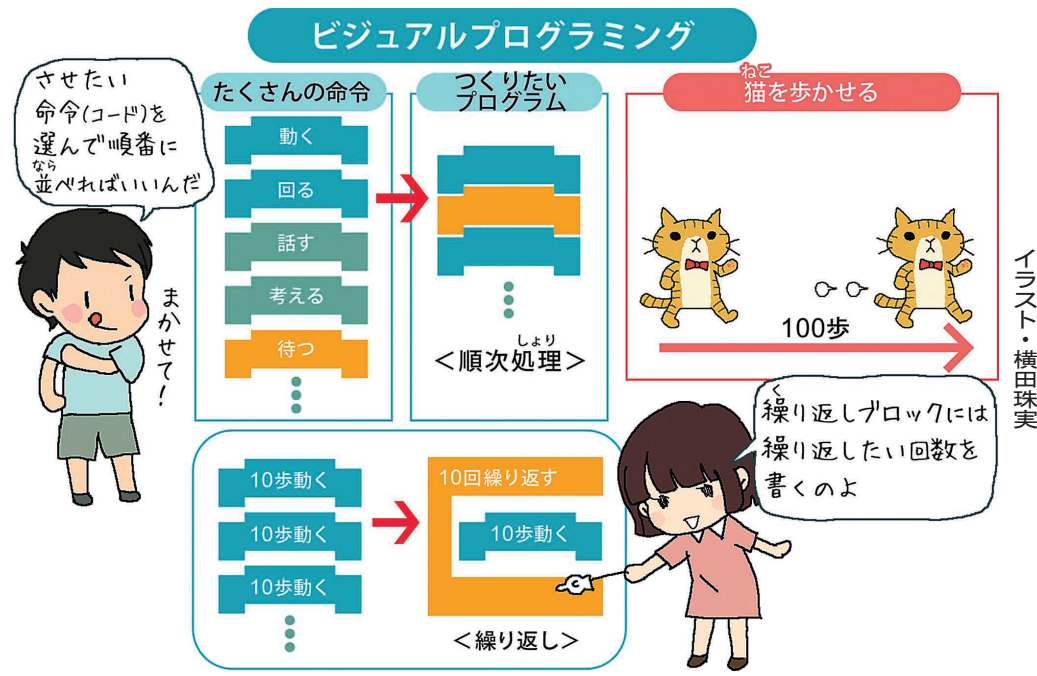 ビジュアルプログラミング
させたい
命令(コード)を
選んで順番に
なら
並べればいいんだ
まかせて!
たくさんの命令
動く
回る
話す
考える
待つ
つくりたい
プログラム
しょり
<順次処理>
ねこ
猫を歩かせる
100歩
イラスト・横田珠実
10歩動く
10歩動く
10歩動く
10回繰り返す
10歩動く
<繰り返し>
く
繰り返しブロックには
繰り返したい回数を
書くのよ